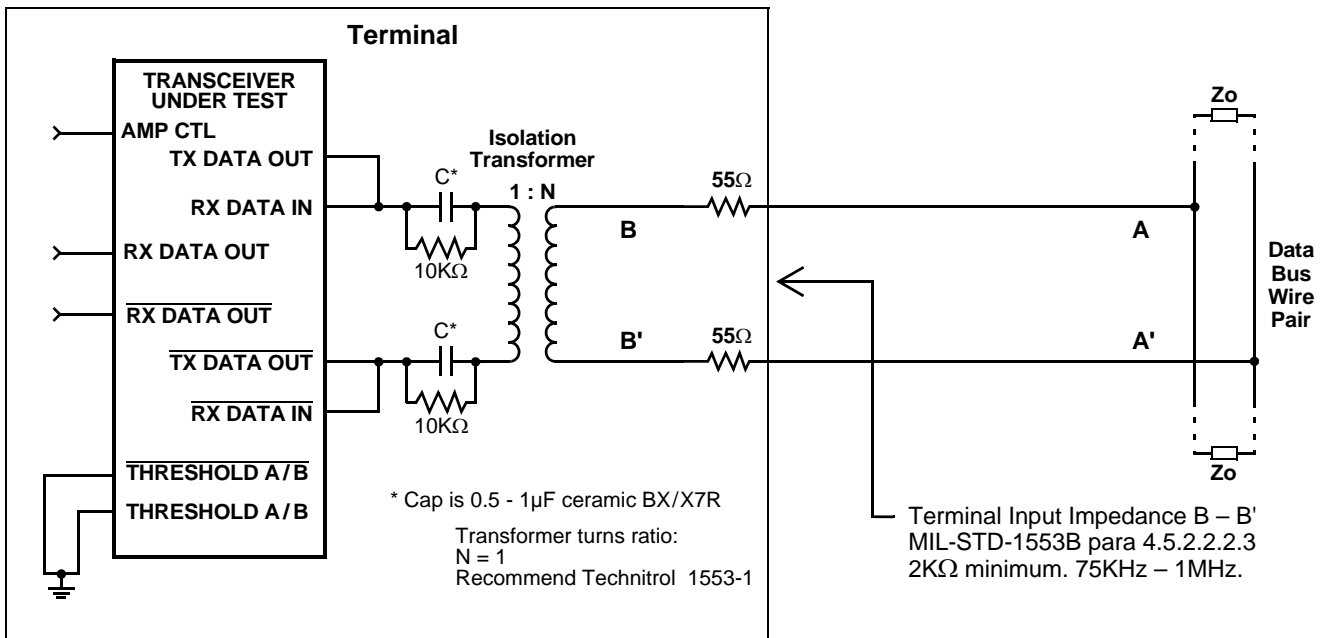 Terminal
TRANSCEIVER
UNDER TEST
AMP CTL
TX DATA OUT
RX DATA IN
RX DATA OUT
RX DATA OUT
TX DATA OUT
RX DATA IN
THRESHOLD A/B
THRESHOLD A/B
C*
10KΩ
C*
10KΩ
Isolation
Transformer
1 : N
B
B'
55Ω
55Ω
A
A'
Zo
Zo
Data
Bus
Wire
Pair
* Cap is 0.5 - 1µF ceramic BX/X7R
Transformer turns ratio:
N = 1
Recommend Technitrol 1553-1
Terminal Input Impedance B – B'
MIL-STD-1553B para 4.5.2.2.2.3
2KΩ minimum. 75KHz – 1MHz.